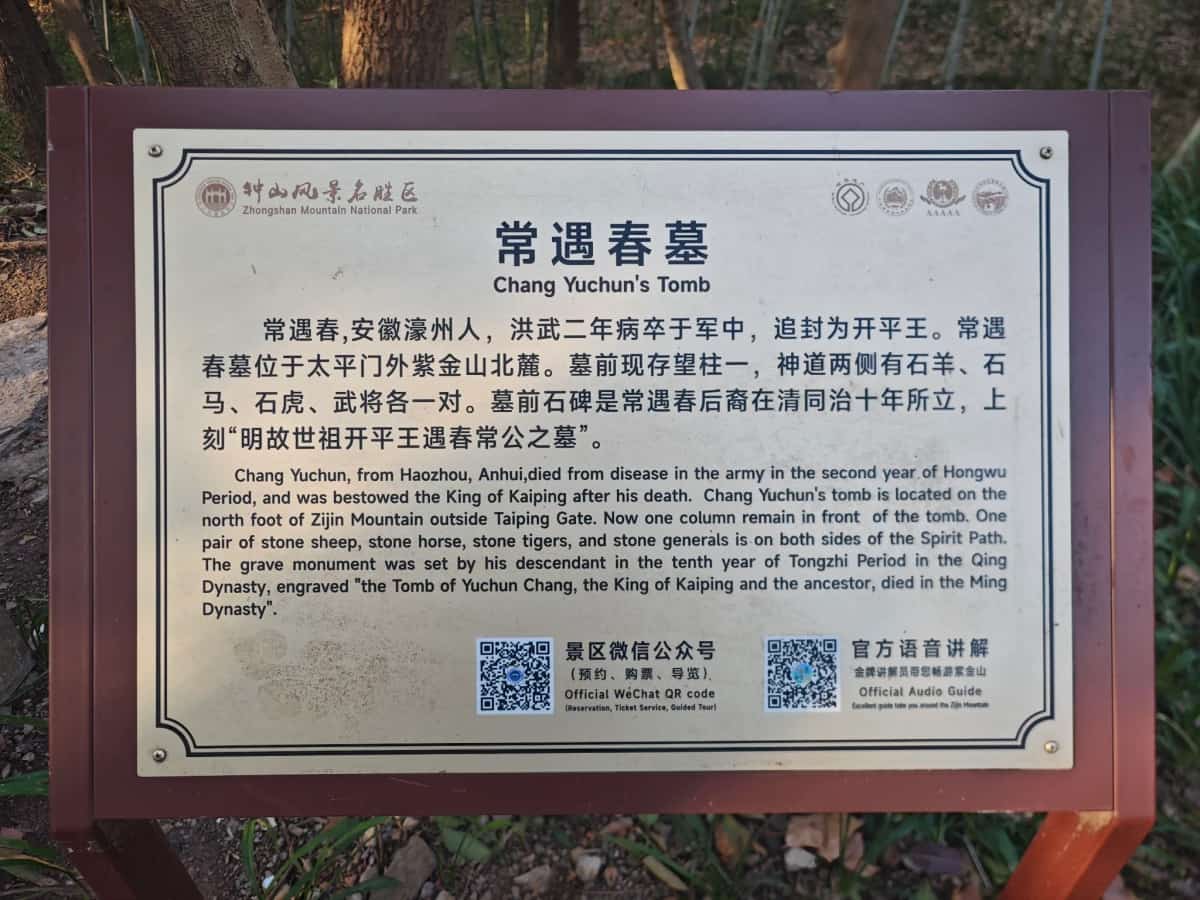 钟山风景名胜区
Zhongshan Mountain National Park
AAAAA
常遇春墓
Chang Yuchun's Tomb
常遇春,安徽濠州人，洪武二年病卒于军中，追封为开平王。常遇
春墓位于太平门外紫金山北麓。墓前现存望柱一，神道两侧有石羊、石
马、石虎、武将各一对。墓前石碑是常遇春后裔在清同治十年所立，上
刻“明故世祖开平王遇春常公之墓”。
Chang Yuchun, from Haozhou, Anhui,died from disease in the army in the second year of Hongwu
Period, and was bestowed the King of Kaiping after his death. Chang Yuchun's tomb is located on the
north foot of Zijin Mountain outside Taiping Gate. Now one column remain in front of the tomb. One
pair of stone sheep, stone horse, stone tigers, and stone generals is on both sides of the Spirit Path.
The grave monument was set by his descendant in the tenth year of Tongzhi Period in the Qing
Dynasty, engraved "the Tomb of Yuchun Chang, the King of Kaiping and the ancestor, died in the Ming
Dynasty".
景区微信公众号
（预约、购票、导览）
Official WeChat QR code
(Reservation, Ticket Service, Guided Tour)
官方语音讲解
金牌讲解员带您畅游紫金山
Official Audio Guide
Excellent guide take you around the Zijin Mountain